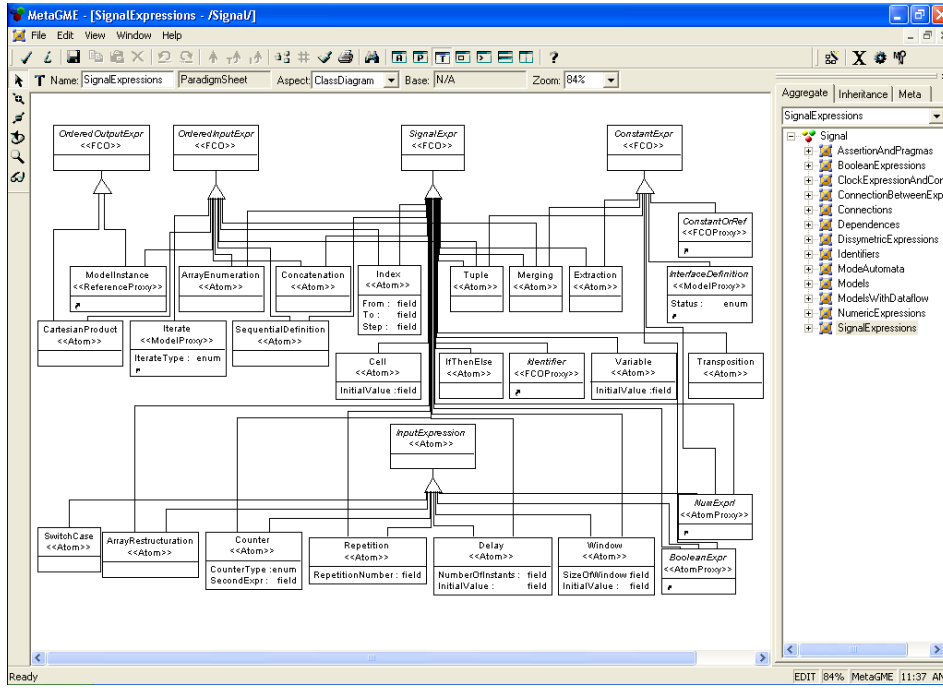 MetaGME - [SignalExpressions - /Signal/]
File Edit View Window Help
Name: SignalExpressions ParadigmSheet Aspect: ClassDiagram Base: N/A Zoom: 84%
Aggregate Inheritance Meta
SignalExpressions
Signal
AssertionAndPragmas
BooleanExpressions
ClockExpressionAndCor
ConnectionBetweenExp
Connections
Dependences
DissymetricExpressions
Identifiers
ModeAutomata
Models
ModelsWithDataflow
NumericExpressions
SignalExpressions
OrderedOutputExpr
<<FCO>>
OrderedInputExpr
<<FCO>>
SignalExpr
<<FCO>>
ConstantExpr
<<FCO>>
ConstantOrRef
<<FCOProxy>>
ModelInstance
<<ReferenceProxy>>
ArrayEnumeration
<<Atom>>
Concatenation
<<Atom>>
Index
<<Atom>>
From : field
To : field
Step : field
Tuple
<<Atom>>
Merging
<<Atom>>
Extraction
<<Atom>>
InterfaceDefinition
<<ModelProxy>>
Status : enum
CartesianProduct
<<Atom>>
Iterate
<<ModelProxy>>
IterateType : enum
SequentialDefinition
<<Atom>>
Cell
<<Atom>>
InitialValue :field
IfThenElse
<<Atom>>
Identifier
<<FCOProxy>>
Variable
<<Atom>>
InitialValue :field
Transposition
<<Atom>>
InputExpression
<<Atom>>
NumExprl
<<AtomProxy>>
SwitchCase
<<Atom>>
ArrayRestructuration
<<Atom>>
Counter
<<Atom>>
CounterType :enum
SecondExpr : field
Repetition
<<Atom>>
RepetitionNumber : field
Delay
<<Atom>>
NumberOfInstants : field
InitialValue : field
Window
<<Atom>>
SizeOfWindow :field
InitialValue : field
BooleanExpr
<<AtomProxy>>
Ready
EDIT 84% MetaGME 11:37 AM